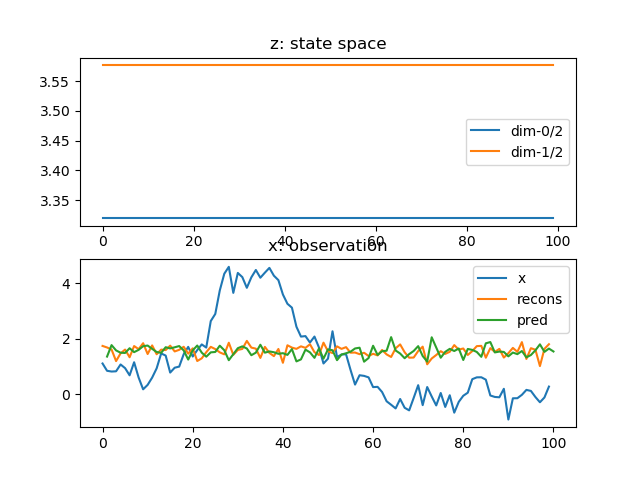 z: state space
3.55
3.50
3.45
3.40
3.35
dim-0/2
dim-1/2
0 20 40 60 80 100
x: observation
4
2
0
x
recons
pred
0 20 40 60 80 100